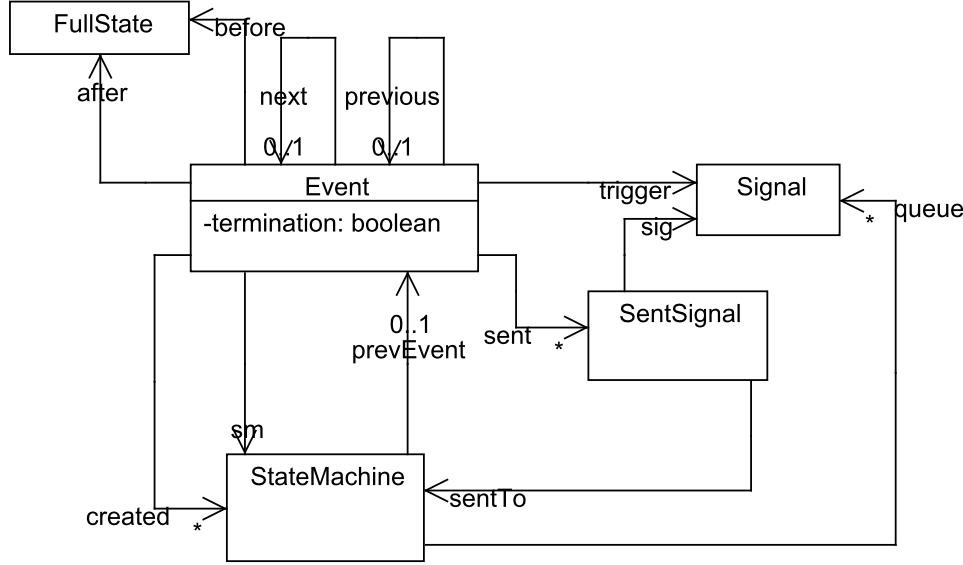 FullState
before
after
next
previous
0..1
0..1
Event
-termination: boolean
trigger
Signal
*
queue
sig
SentSignal
0..1
prevEvent
sent
*
sm
StateMachine
sentTo
created
*